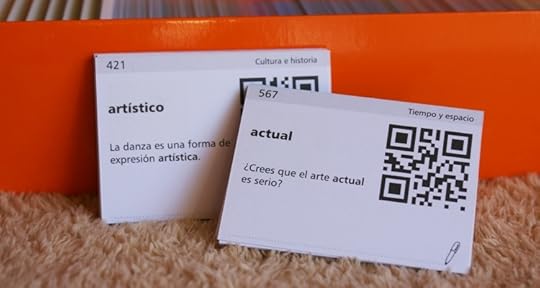 421
Cultura e historia
artístico
La danza es una forma de
expresión artística.
567
Tiempo y espacio
actual
¿Crees que el arte actual
es serio?